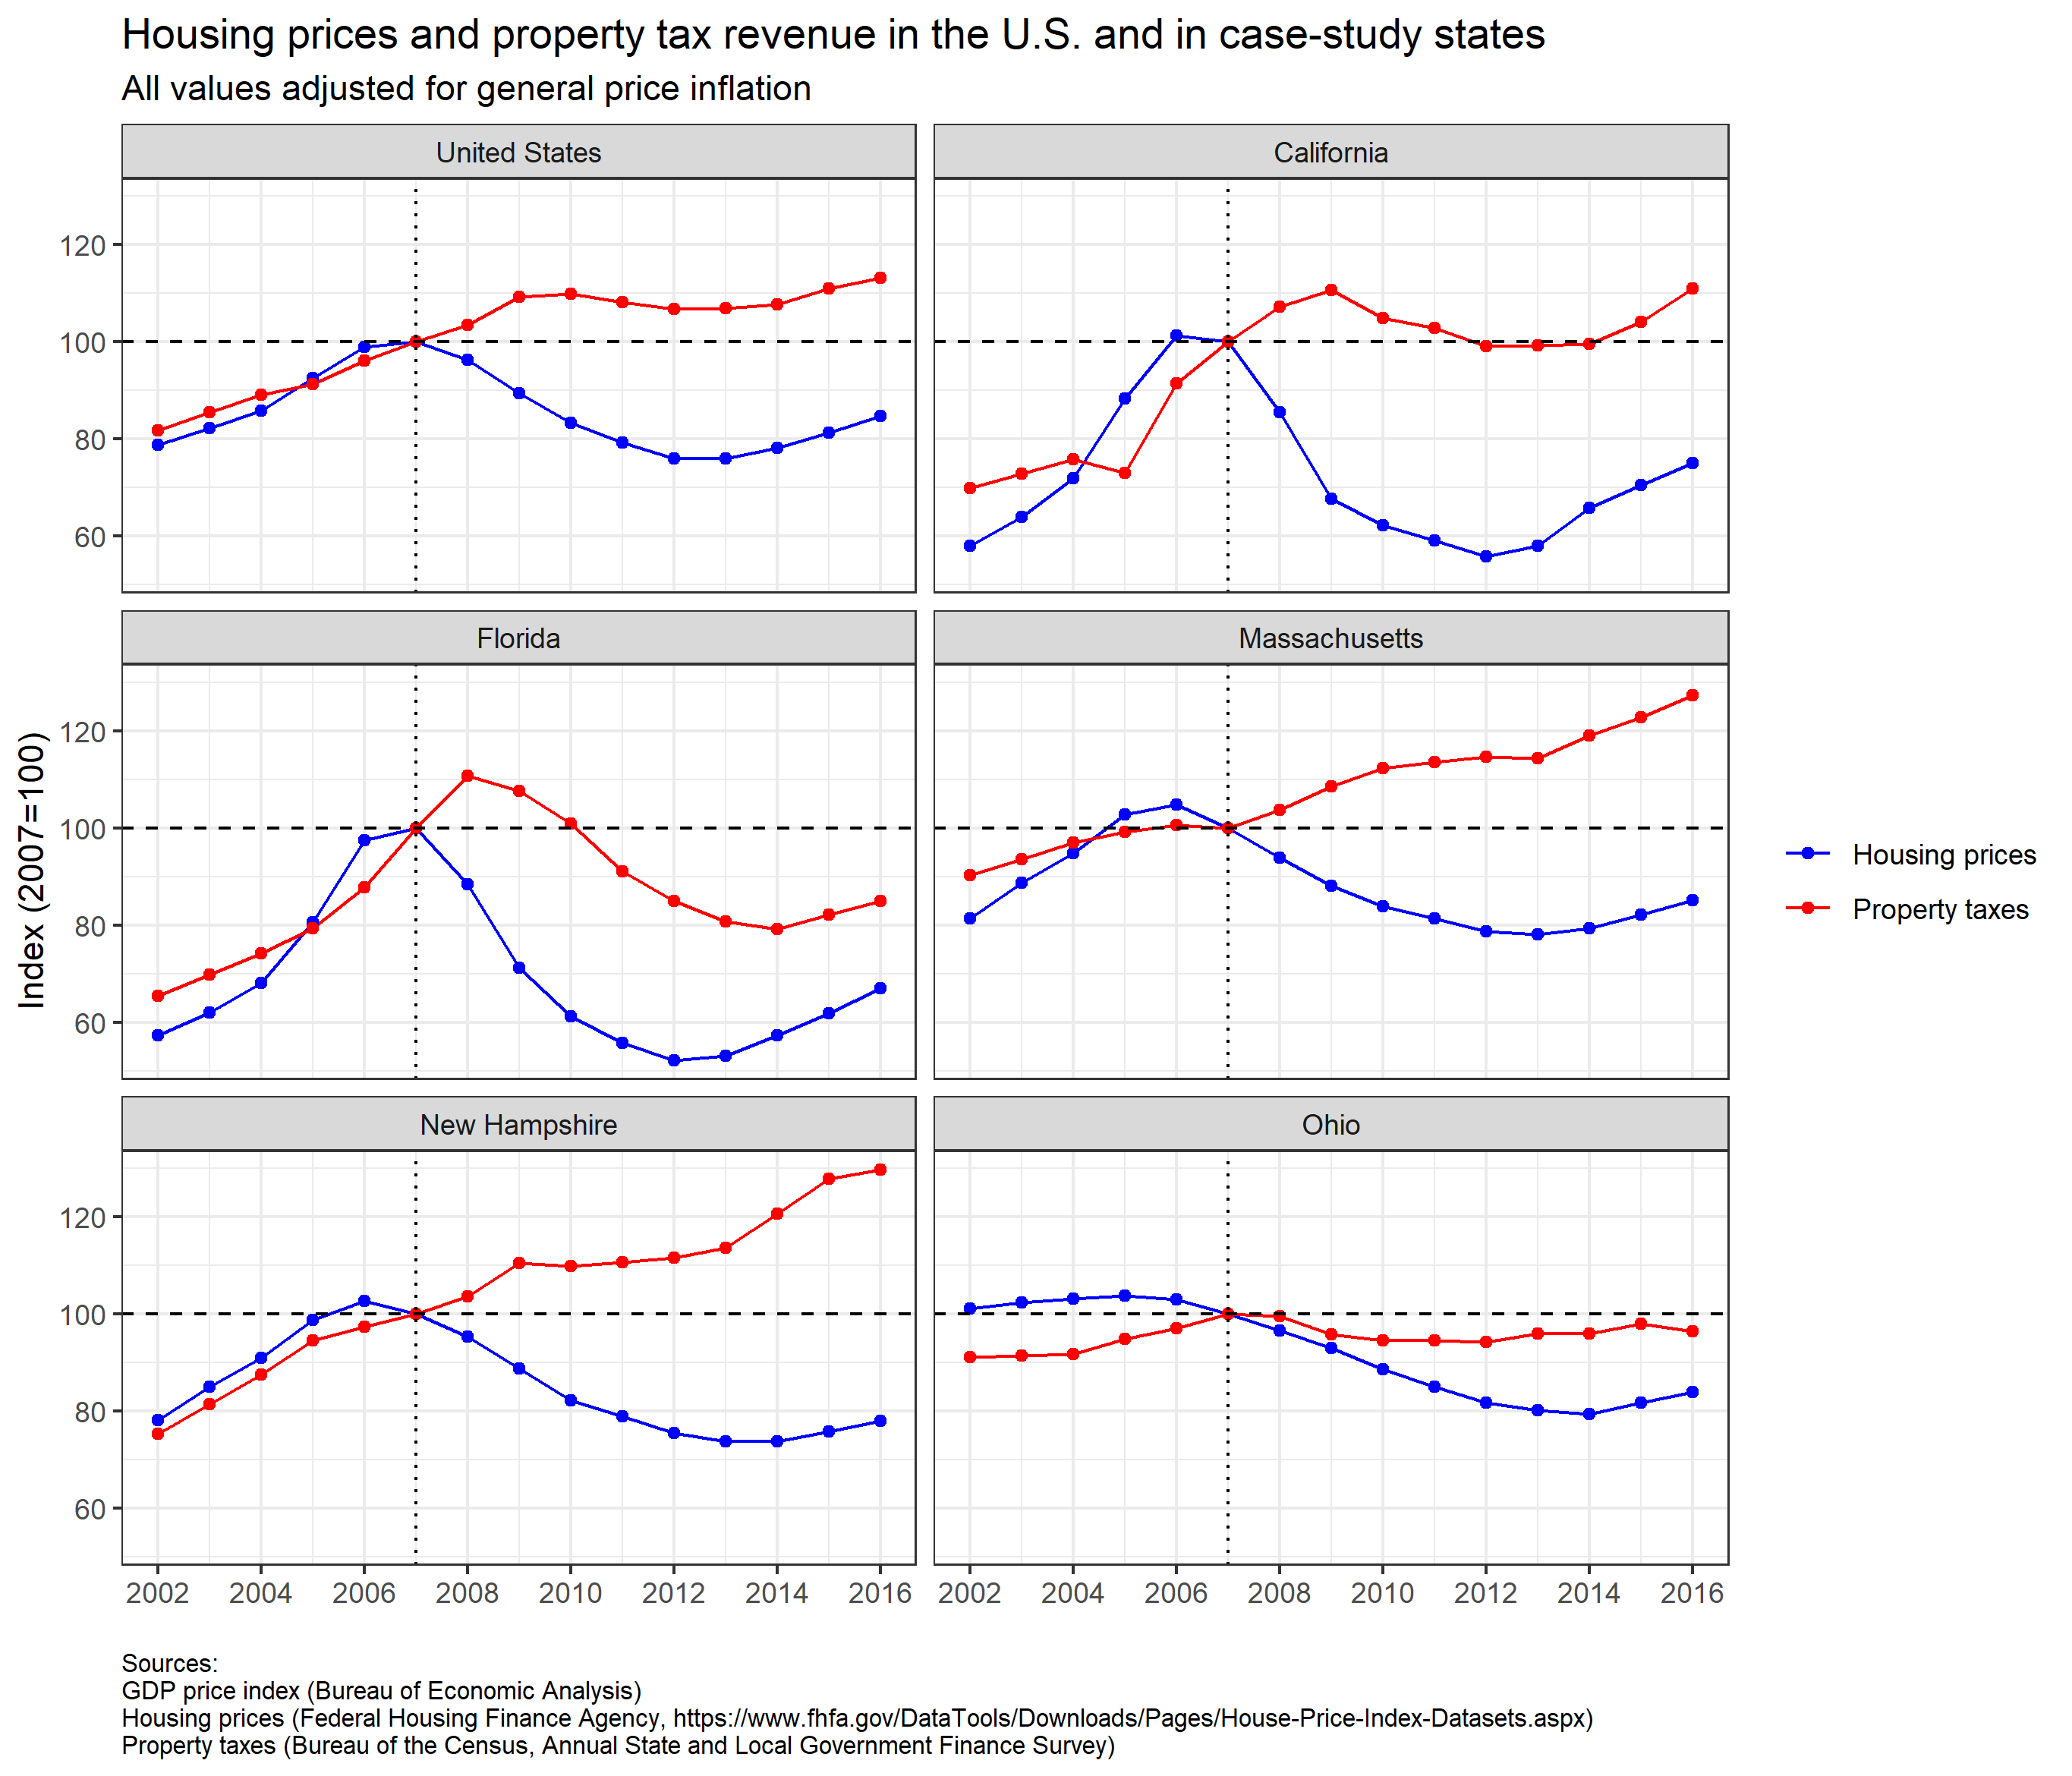 Housing prices and property tax revenue in the U.S. and in case-study states
All values adjusted for general price inflation
United States
California
120
100
80
60
Florida
Massachusetts
120
100
80
60
Index (2007=100)
Housing prices
Property taxes
New Hampshire
Ohio
120
100
80
60
2002 2004 2006 2008 2010 2012 2014 2016
2002 2004 2006 2008 2010 2012 2014 2016
Sources:
GDP price index (Bureau of Economic Analysis)
Housing prices (Federal Housing Finance Agency, https://www.fhfa.gov/DataTools/Downloads/Pages/House-Price-Index-Datasets.aspx)
Property taxes (Bureau of the Census, Annual State and Local Government Finance Survey)